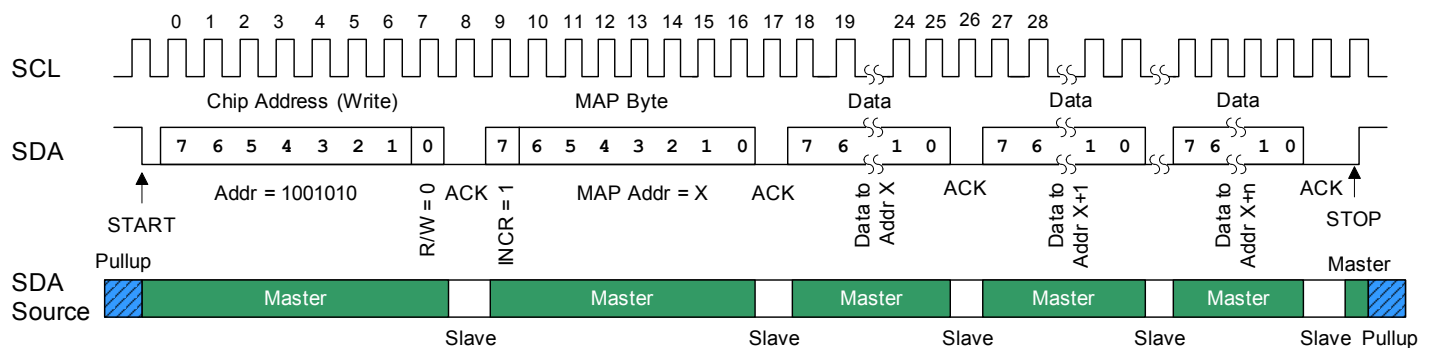 0 1 2 3 4 5 6 7 8 9 10 11 12 13 14 15 16 17 18 19 24 25 26 27 28
SCL
Chip Address (Write) MAP Byte Data Data Data
SDA
7 6 5 4 3 2 1 0 7 6 5 4 3 2 1 0 7 6 1 0 7 6 1 0 7 6 1 0
START
Addr = 1001010
R/W = 0
ACK
INCR = 1
MAP Addr = X
ACK
Data to
Addr X
ACK
Data to
Addr X+1
Data to
Addr X+n
ACK
STOP
Pullup Master
SDA
Source
Master Master Master Master Master
Slave Slave Slave Slave Slave Pullup